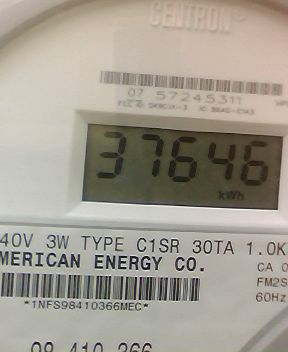 CENTRON
07 57245311
37646
kWh
40V 3W TYPE C1SR 30TA 1.0K
MERICAN ENERGY CO.
CA 0
FM2S
60Hz
*1NFS98410366MEC*
98 410 366